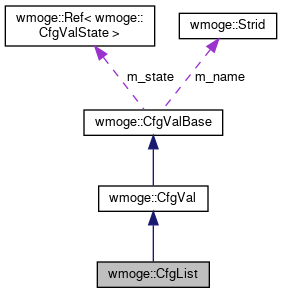 wmoge::Ref< wmoge::
CfgValState >
wmoge::Strid
m_state
m_name
wmoge::CfgValBase
wmoge::CfgVal
wmoge::CfgList